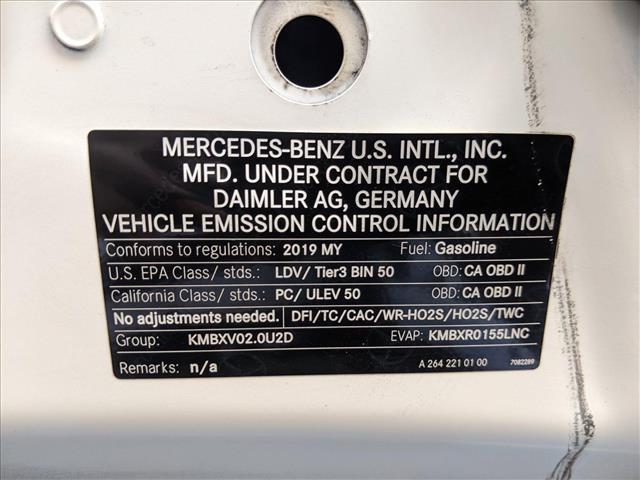 MERCEDES-BENZ U.S. INTL., INC.
MFD. UNDER CONTRACT FOR
DAIMLER AG, GERMANY
VEHICLE EMISSION CONTROL INFORMATION
Conforms to regulations: 2019 MY Fuel: Gasoline
U.S. EPA Class/ stds.: LDV/ Tier3 BIN 50 OBD: CA OBD II
California Class/ stds.: PC/ ULEV 50 OBD: CA OBD II
No adjustments needed. DFI/TC/CAC/WR-HO2S/HO2S/TWC
Group: KMBXV02.0U2D EVAP: KMBXR0155LNC
A 264 221 01 00 7082289
Remarks: n/a